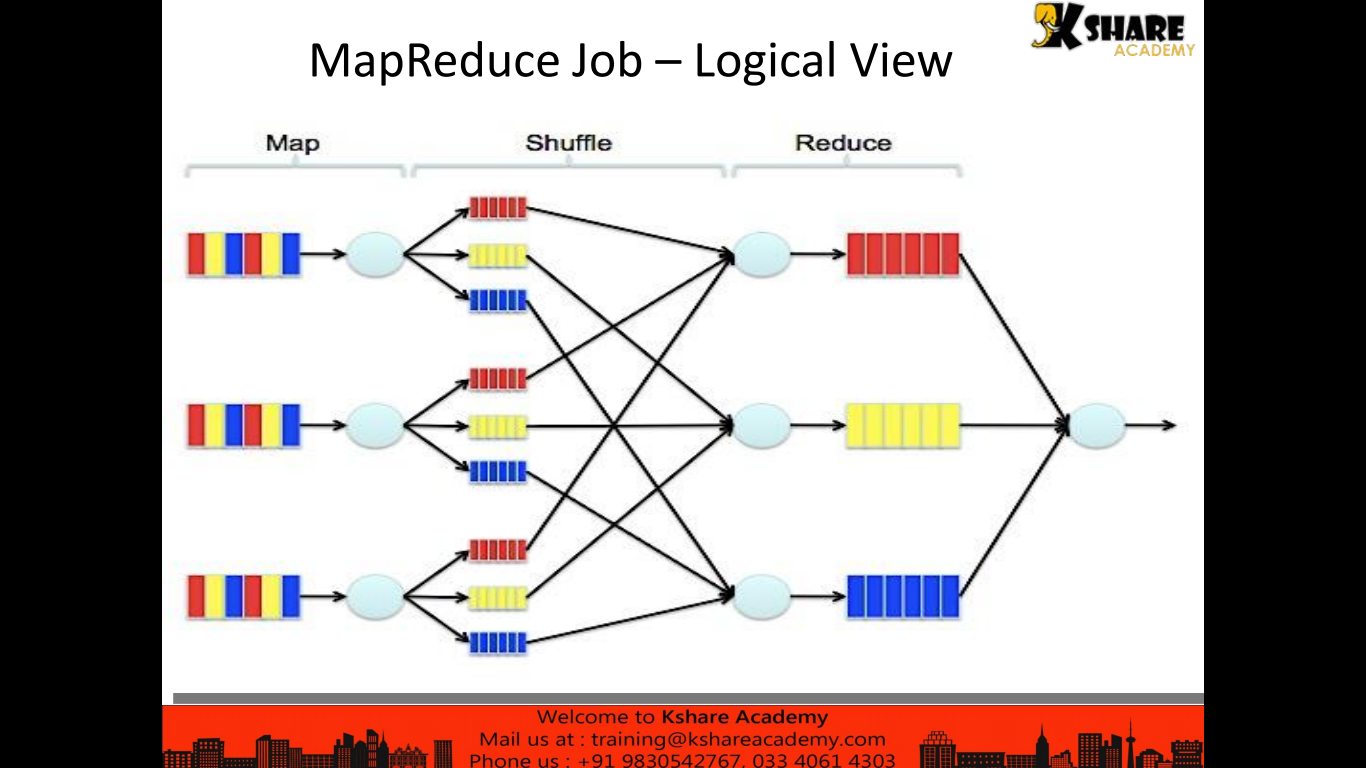 KSHARE
ACADEMY
MapReduce Job – Logical View
Map Shuffle Reduce
Welcome to Kshare Academy
Mail us at : training@kshareacademy.com
Phone us : +91 9830542767, 033 4061 4303